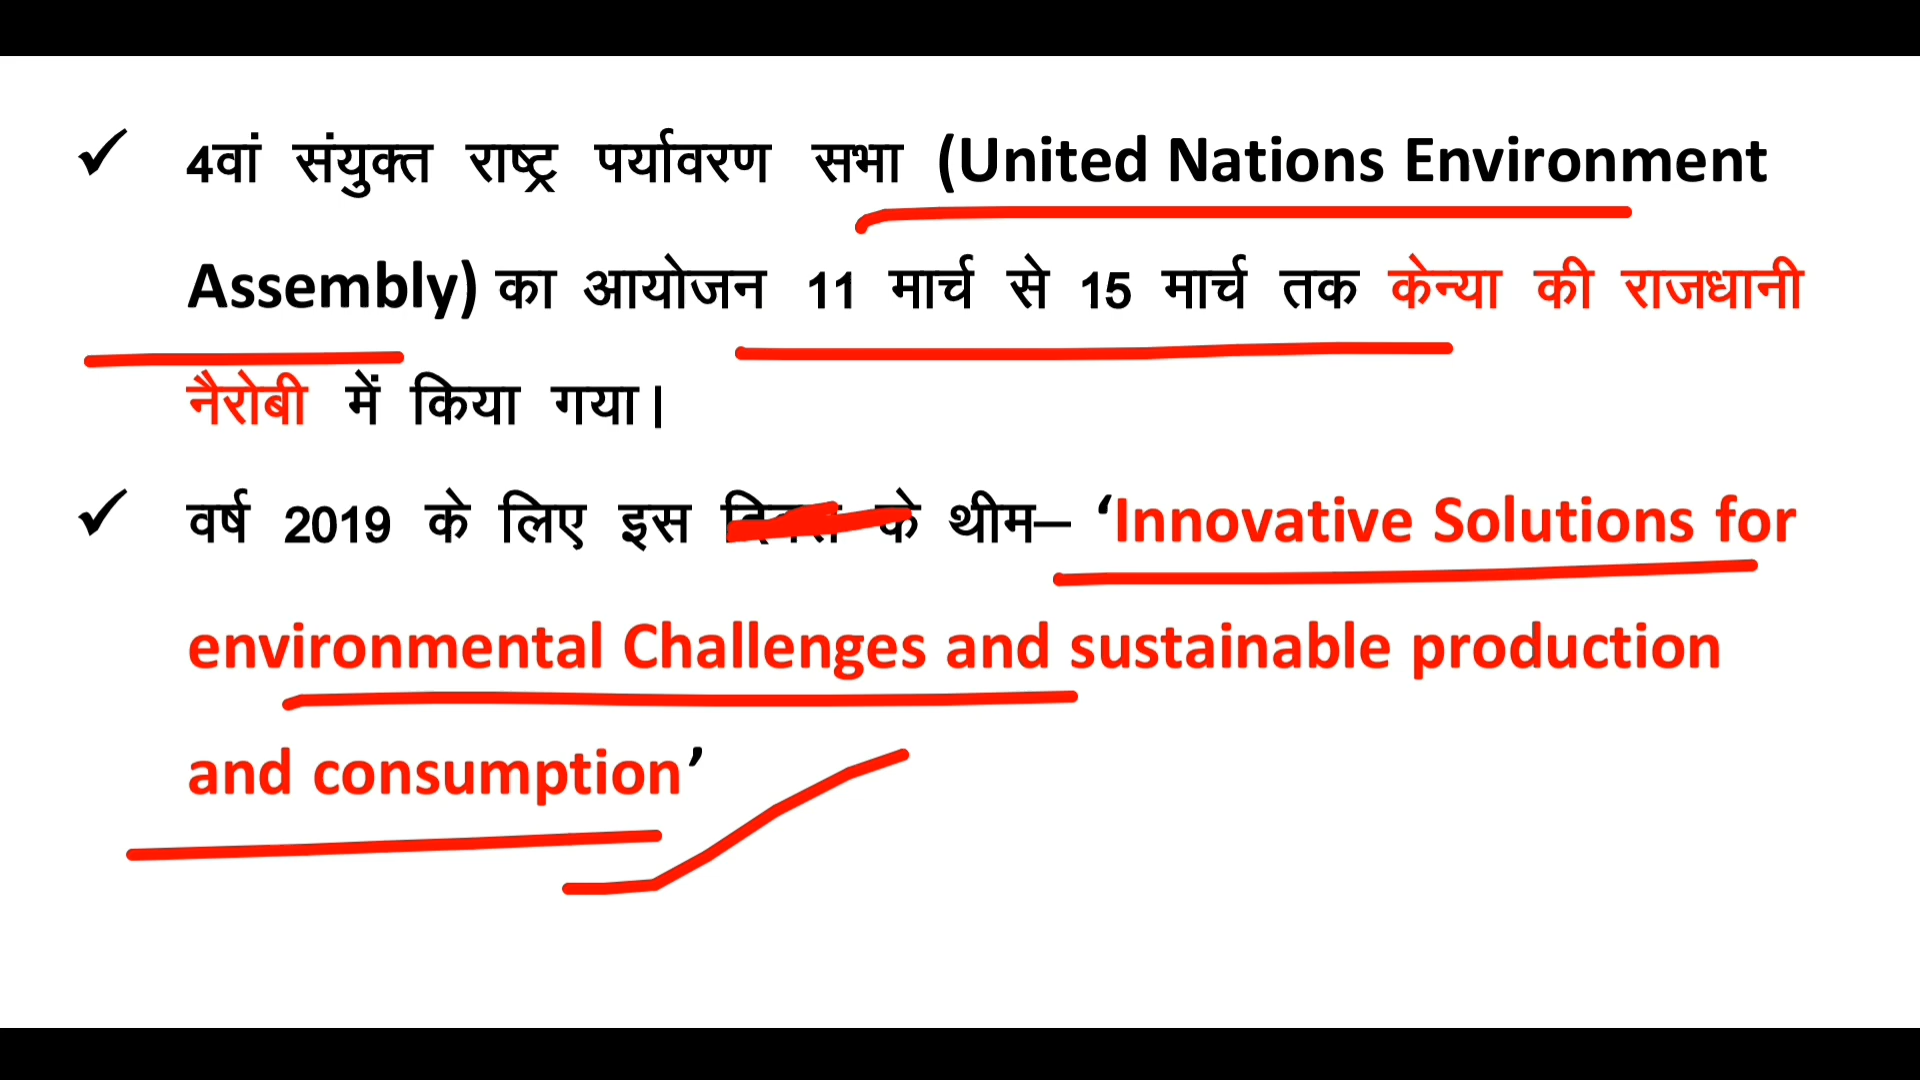 ✓ 4वां संयुक्त राष्ट्र पर्यावरण सभा (United Nations Environment
Assembly) का आयोजन 11 मार्च से 15 मार्च तक केन्या की राजधानी
नैरोबी में किया गया।
✓ वर्ष 2019 के लिए इस के थीम– ‘Innovative Solutions for
environmental Challenges and sustainable production
and consumption’